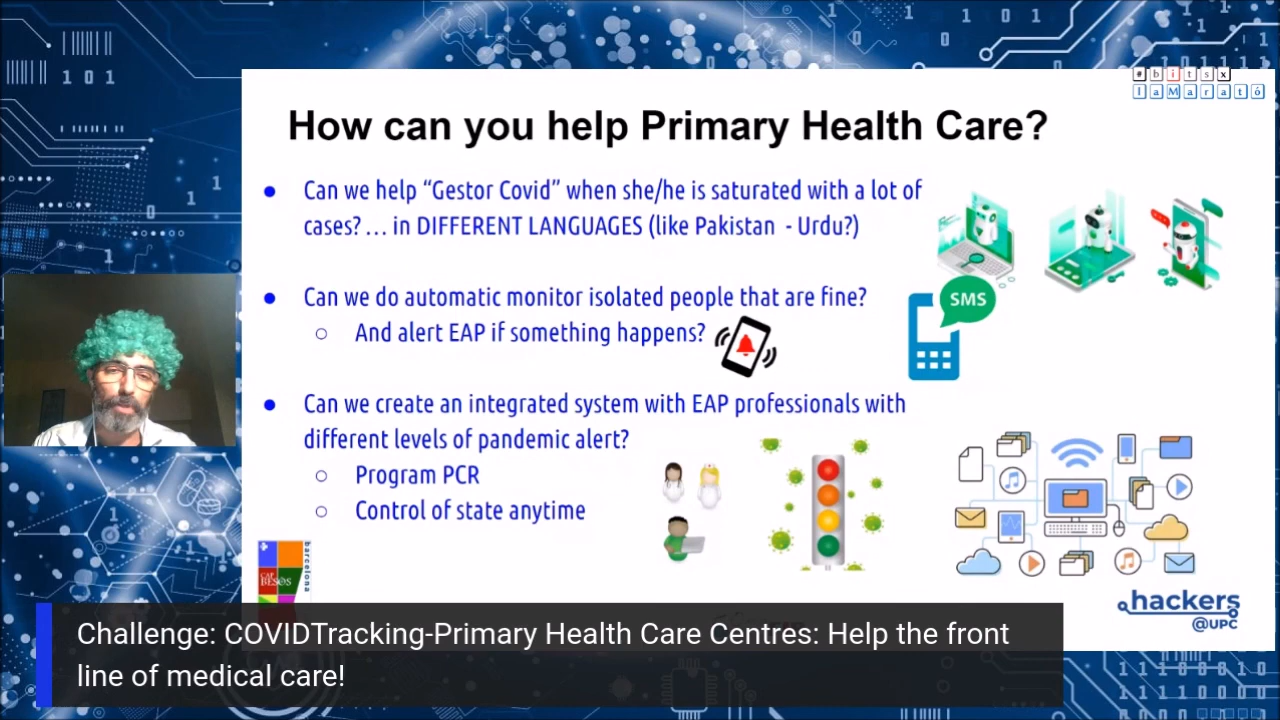 #bitsx
laMarató
How can you help Primary Health Care?
● Can we help “Gestor Covid” when she/he is saturated with a lot of
cases? ... in DIFFERENT LANGUAGES (like Pakistan - Urdu?)
● Can we do automatic monitor isolated people that are fine?
○ And alert EAP if something happens?
SMS
● Can we create an integrated system with EAP professionals with
different levels of pandemic alert?
○ Program PCR
○ Control of state anytime
barcelona
CAP
BESÒS
hackers
@UPC
Challenge: COVIDTracking-Primary Health Care Centres: Help the front
line of medical care!